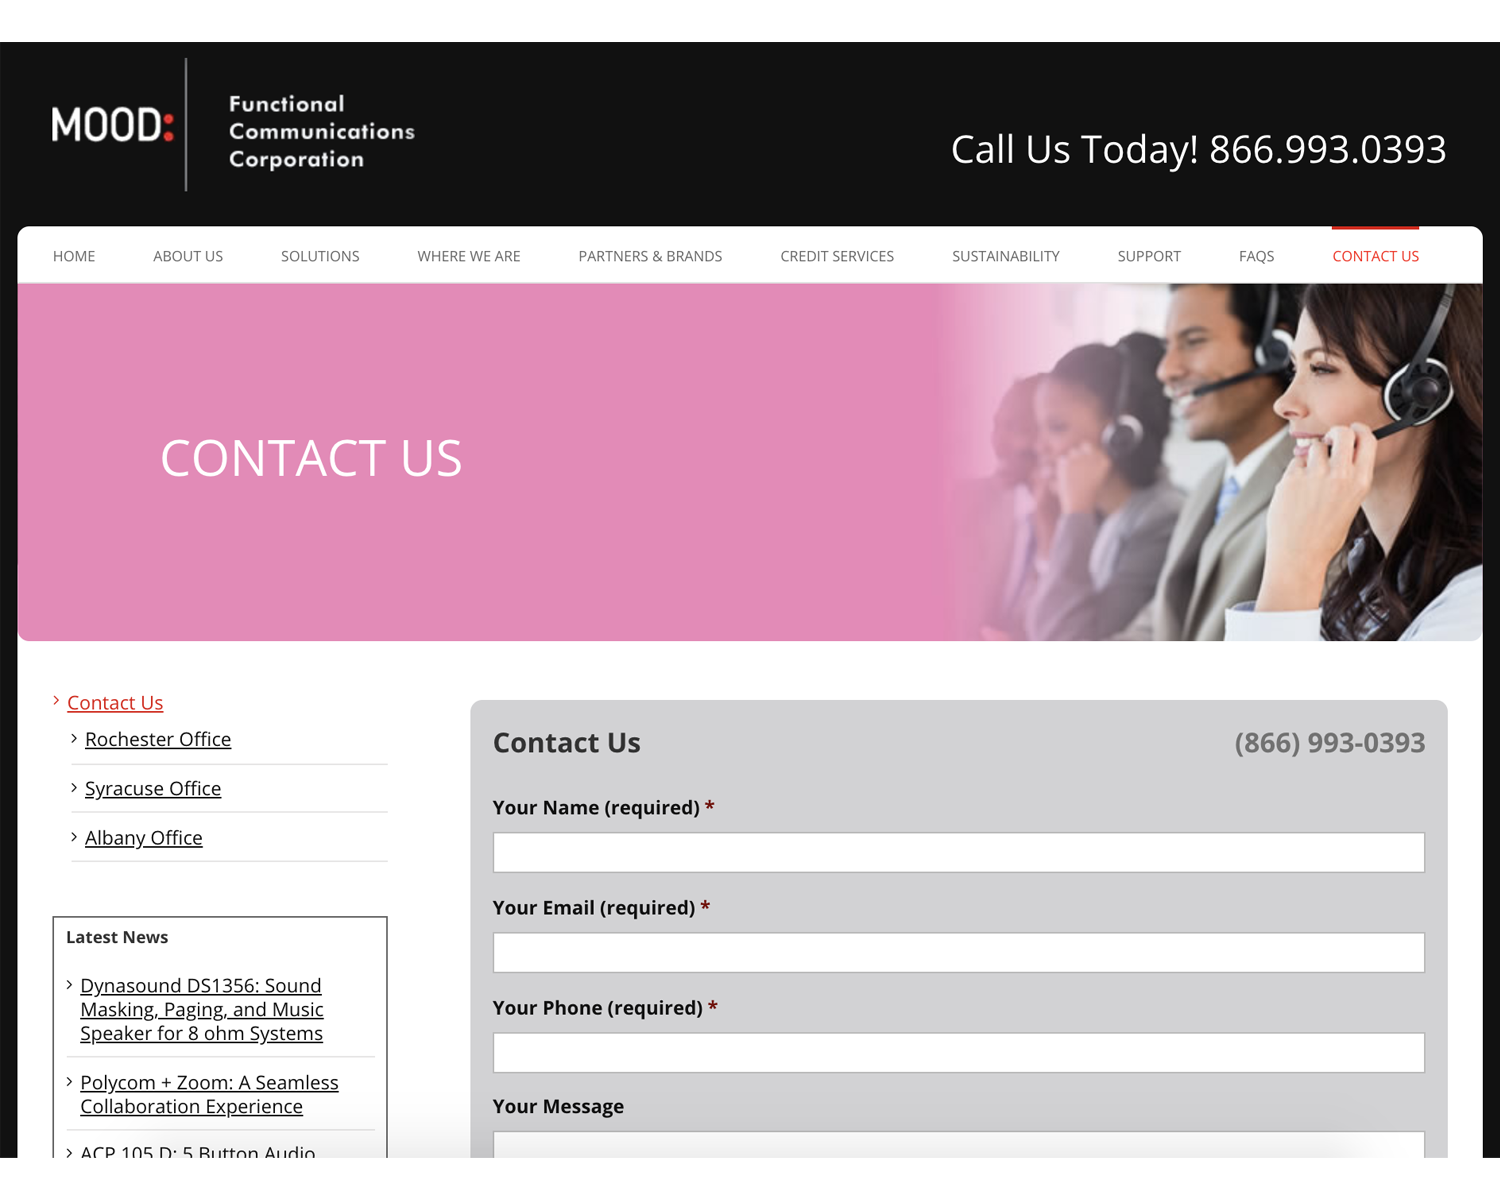 MOOD:
Functional
Communications
Corporation
Call Us Today! 866.993.0393
HOME ABOUT US SOLUTIONS WHERE WE ARE PARTNERS & BRANDS CREDIT SERVICES SUSTAINABILITY SUPPORT FAQS CONTACT US
CONTACT US
Contact Us
Rochester Office
Syracuse Office
Albany Office
Latest News
Dynasound DS1356: Sound
Masking, Paging, and Music
Speaker for 8 ohm Systems
Polycom + Zoom: A Seamless
Collaboration Experience
ACP 105 D: 5 Button Audio
Contact Us (866) 993-0393
Your Name (required) *
Your Email (required) *
Your Phone (required) *
Your Message